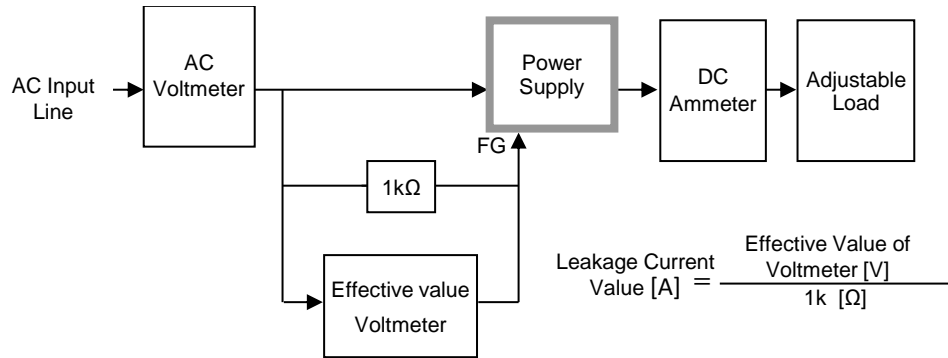 AC Input
Line
AC
Voltmeter
Power
Supply
FG
DC
Ammeter
Adjustable
Load
1kΩ
Effective value
Voltmeter
Leakage Current
Value [A]
=
Effective Value of
Voltmeter [V]
1k [Ω]